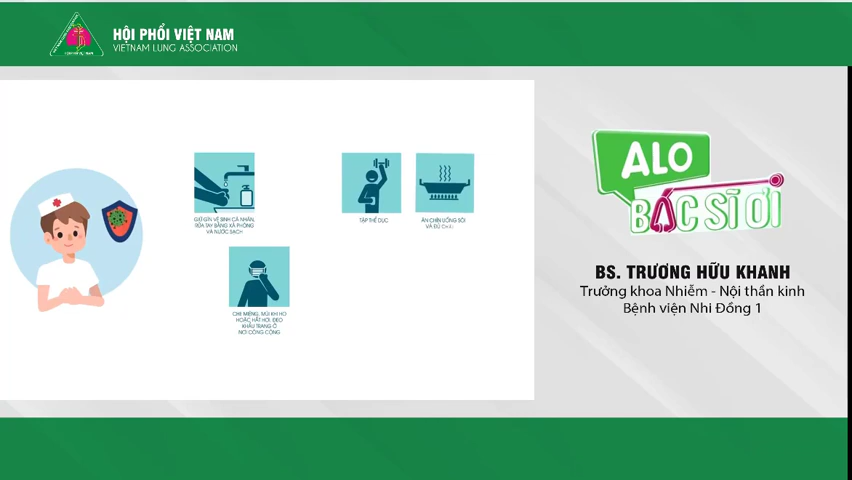 HỘI PHỔI VIỆT NAM
VIETNAM LUNG ASSOCIATION
GIỮ GÌN VỆ SINH CÁ NHÂN,
RỬA TAY BẰNG XÀ PHÒNG
VÀ NƯỚC SẠCH
TẬP THỂ DỤC
ĂN CHÍN UỐNG SÔI
VÀ ĐỦ CHẤT
CHE MIỆNG, MŨI KHI HO
HOẶC HẮT HƠI, ĐEO
KHẨU TRANG Ở
NƠI CÔNG CỘNG
ALO
BÁC SĨ ƠI
BS. TRƯƠNG HỮU KHANH
Trưởng khoa Nhiễm - Nội thần kinh
Bệnh viện Nhi Đồng 1